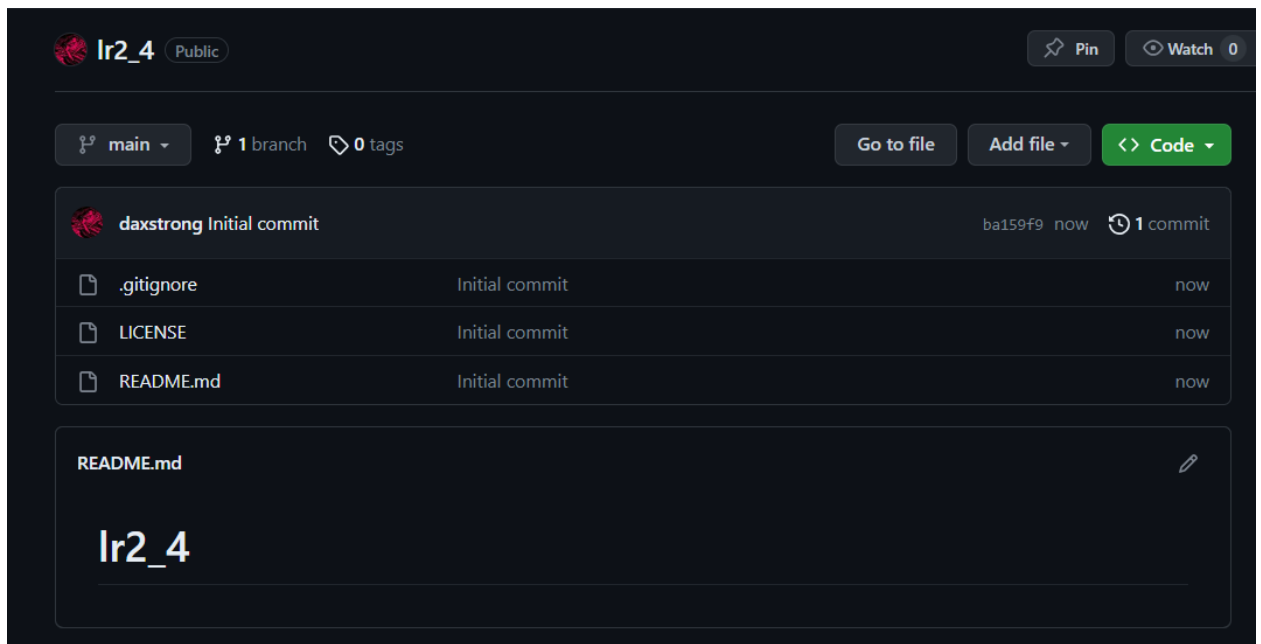 lr2_4 Public Pin Watch 0
main 1 branch 0 tags Go to file Add file Code
daxstrong Initial commit ba159f9 now 1 commit
.gitignore Initial commit now
LICENSE Initial commit now
README.md Initial commit now
README.md
lr2_4